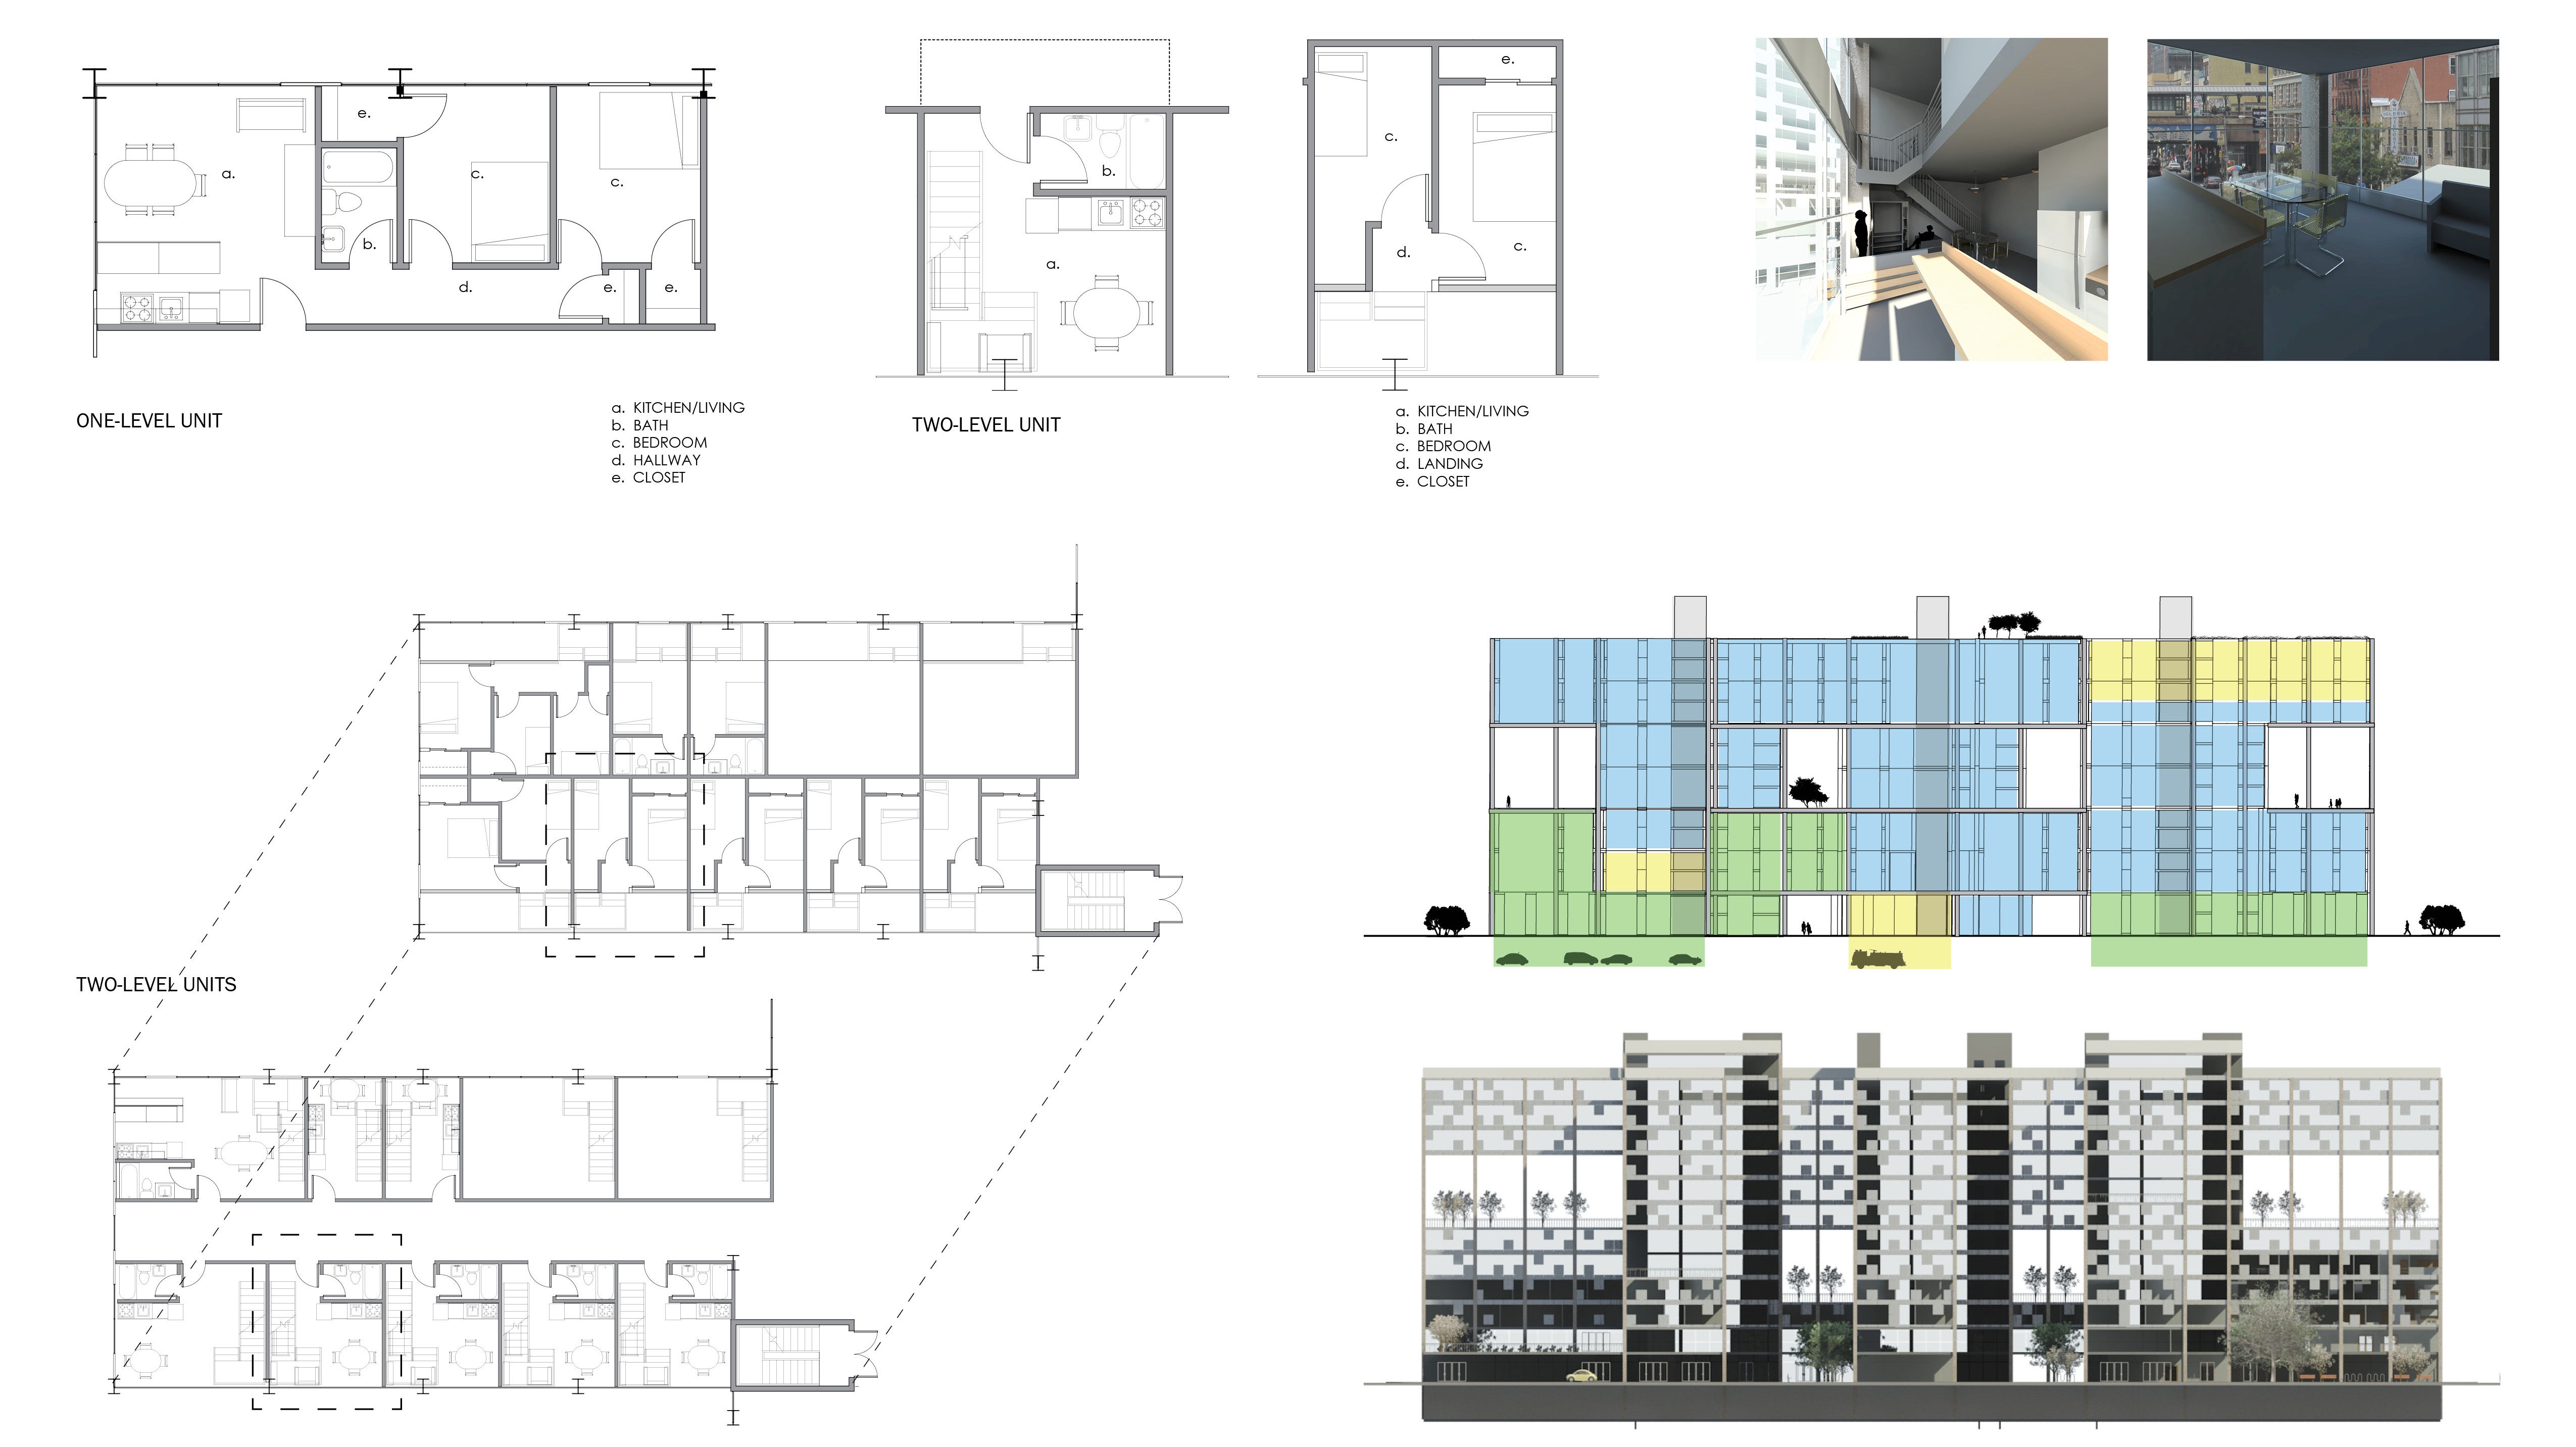 e.
a.
c.
c.
b.
d.
e.
e.
ONE-LEVEL UNIT
a. KITCHEN/LIVING
b. BATH
c. BEDROOM
d. HALLWAY
e. CLOSET
b.
a.
e.
c.
c.
d.
TWO-LEVEL UNIT
a. KITCHEN/LIVING
b. BATH
c. BEDROOM
d. LANDING
e. CLOSET
TWO-LEVEL UNITS